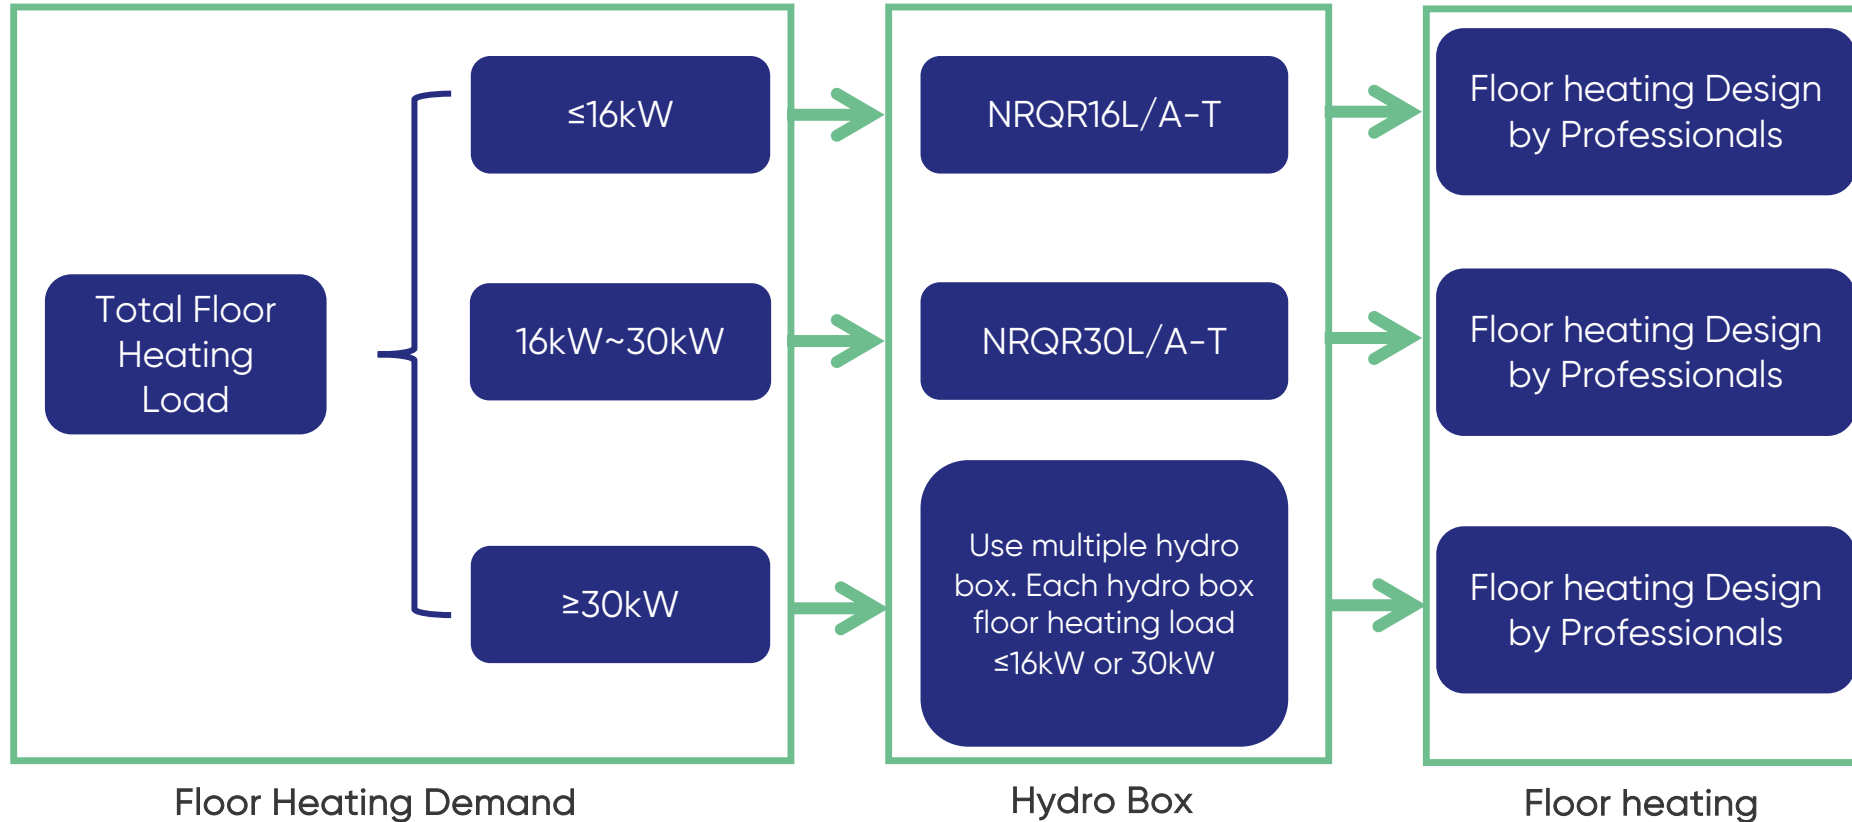 Total Floor
Heating
Load
≤16kW
16kW~30kW
≥30kW
NRQR16L/A-T
NRQR30L/A-T
Use multiple hydro
box. Each hydro box
floor heating load
≤16kW or 30kW
Floor heating Design
by Professionals
Floor heating Design
by Professionals
Floor heating Design
by Professionals
Floor Heating Demand
Hydro Box
Floor heating